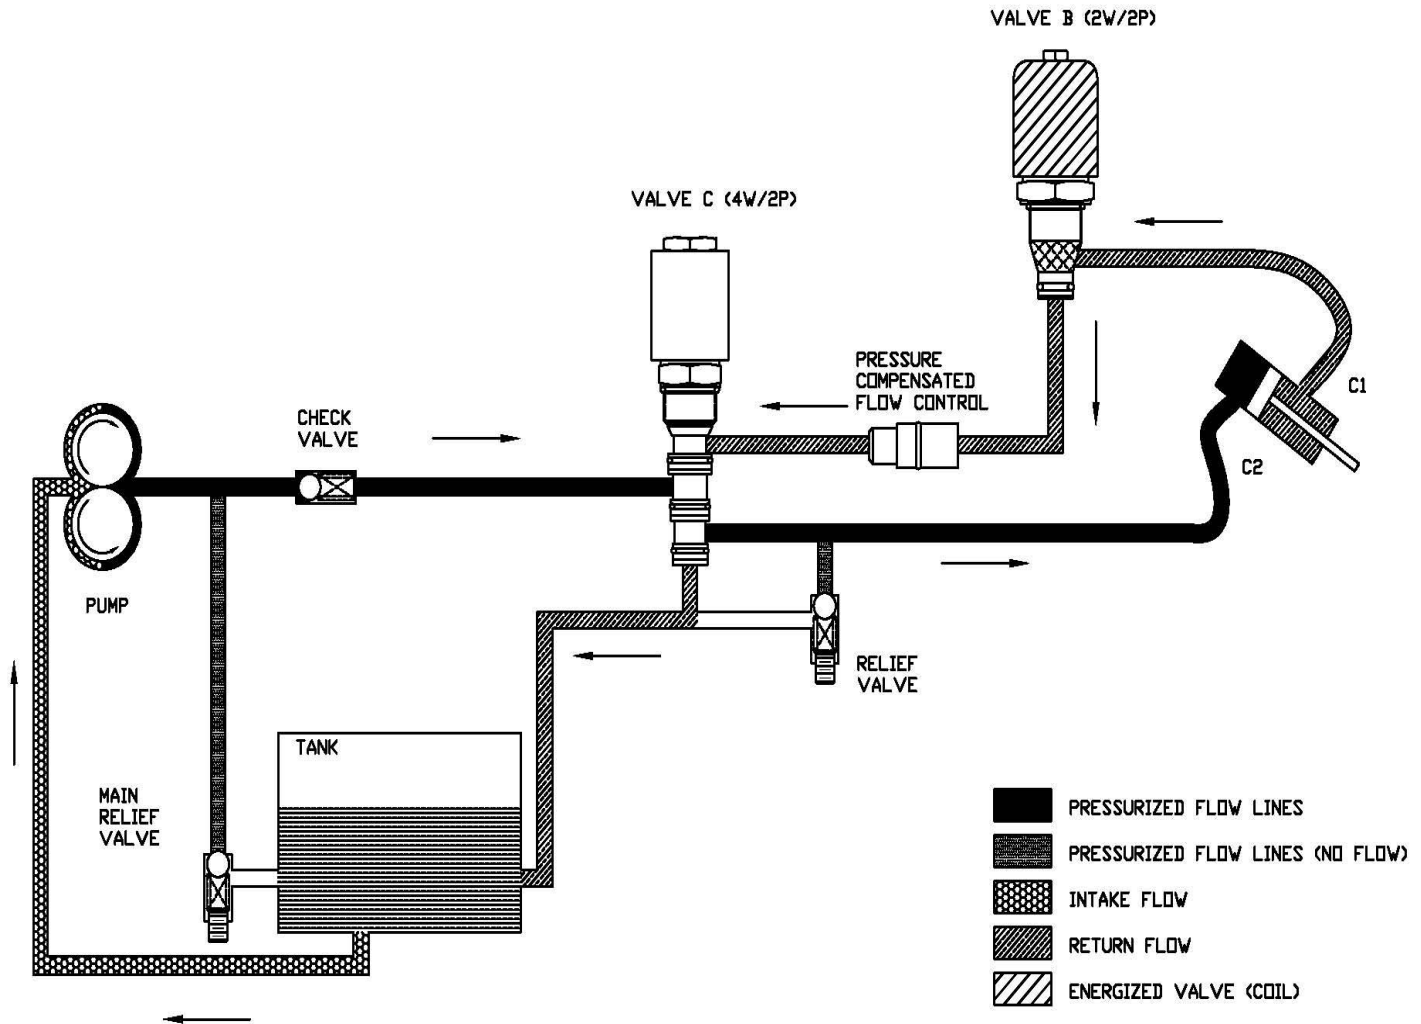 VALVE B (2W/2P)
VALVE C (4W/2P)
PRESSURE
COMPENSATED
FLOW CONTROL
C1
CHECK
VALVE
C2
PUMP
RELIEF
VALVE
TANK
MAIN
RELIEF
VALVE
PRESSURIZED FLOW LINES
PRESSURIZED FLOW LINES (NO FLOW)
INTAKE FLOW
RETURN FLOW
ENERGIZED VALVE (COIL)